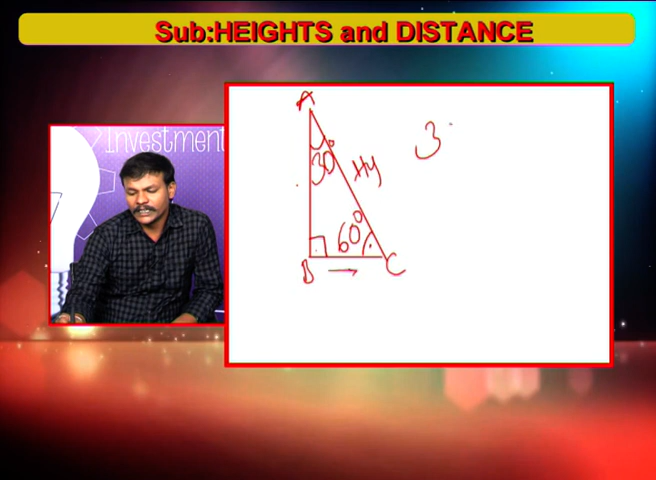 Sub:HEIGHTS and DISTANCE
Investment
A
30°
Hy
60°
B → C
3